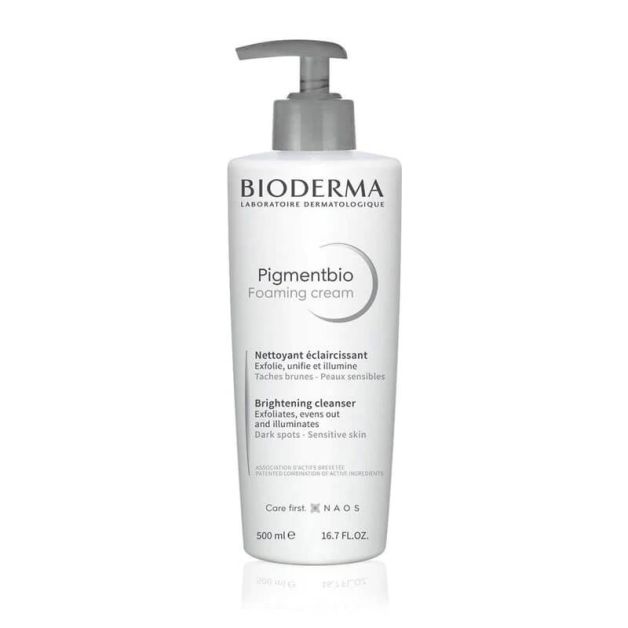 BIODERMA
LABORATOIRE DERMATOLOGIQUE
Pigmentbio
Foaming cream
Nettoyant éclaircissant
Exfolie, unifie et illumine
Taches brunes - Peaux sensibles
Brightening cleanser
Exfoliates, evens out
and illuminates
Dark spots - Sensitive skin
ASSOCIATION D'ACTIFS BREVETÉE
PATENTED COMBINATION OF ACTIVE INGREDIENTS
Care first. NAOS
500 ml ℮ 16.7 FL.OZ.